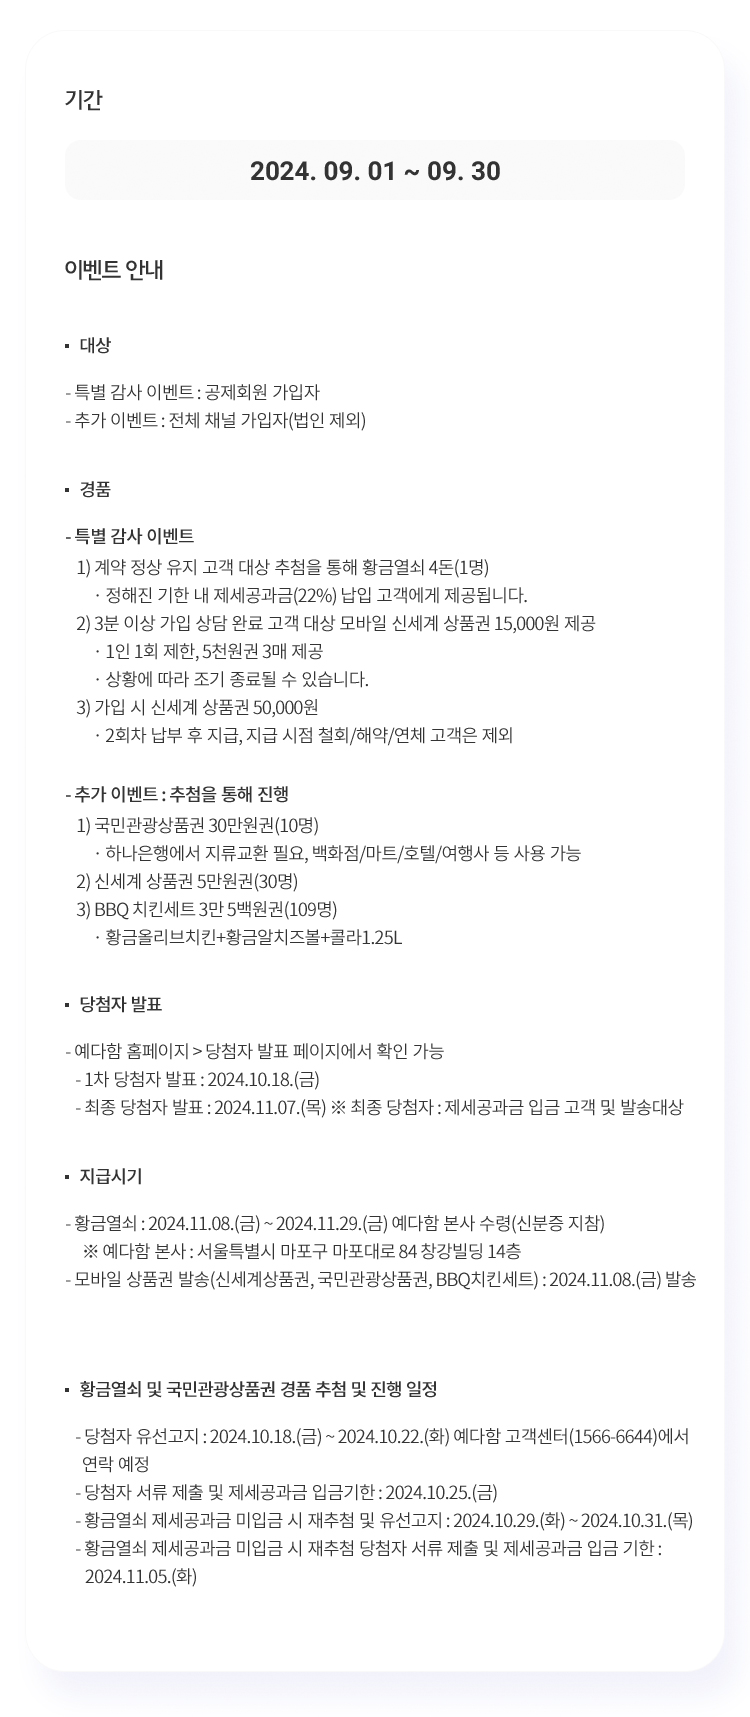 기간
2024. 09. 01 ~ 09. 30
이벤트 안내
▪ 대상
- 특별 감사 이벤트 : 공제회원 가입자
- 추가 이벤트 : 전체 채널 가입자(법인 제외)
▪ 경품
- 특별 감사 이벤트
1) 계약 정상 유지 고객 대상 추첨을 통해 황금열쇠 4돈(1명)
· 정해진 기한 내 제세공과금(22%) 납입 고객에게 제공됩니다.
2) 3분 이상 가입 상담 완료 고객 대상 모바일 신세계 상품권 15,000원 제공
· 1인 1회 제한, 5천원권 3매 제공
· 상황에 따라 조기 종료될 수 있습니다.
3) 가입 시 신세계 상품권 50,000원
· 2회차 납부 후 지급, 지급 시점 철회/해약/연체 고객은 제외
- 추가 이벤트 : 추첨을 통해 진행
1) 국민관광상품권 30만원권(10명)
· 하나은행에서 지류교환 필요, 백화점/마트/호텔/여행사 등 사용 가능
2) 신세계 상품권 5만원권(30명)
3) BBQ 치킨세트 3만 5백원권(109명)
· 황금올리브치킨+황금알치즈볼+콜라1.25L
▪ 당첨자 발표
- 예다함 홈페이지 > 당첨자 발표 페이지에서 확인 가능
- 1차 당첨자 발표 : 2024.10.18.(금)
- 최종 당첨자 발표 : 2024.11.07.(목) ※ 최종 당첨자 : 제세공과금 입금 고객 및 발송대상
▪ 지급시기
- 황금열쇠 : 2024.11.08.(금) ~ 2024.11.29.(금) 예다함 본사 수령(신분증 지참)
※ 예다함 본사 : 서울특별시 마포구 마포대로 84 창강빌딩 14층
- 모바일 상품권 발송(신세계상품권, 국민관광상품권, BBQ치킨세트) : 2024.11.08.(금) 발송
▪ 황금열쇠 및 국민관광상품권 경품 추첨 및 진행 일정
- 당첨자 유선고지 : 2024.10.18.(금) ~ 2024.10.22.(화) 예다함 고객센터(1566-6644)에서
연락 예정
- 당첨자 서류 제출 및 제세공과금 입금기한 : 2024.10.25.(금)
- 황금열쇠 제세공과금 미입금 시 재추첨 및 유선고지 : 2024.10.29.(화) ~ 2024.10.31.(목)
- 황금열쇠 제세공과금 미입금 시 재추첨 당첨자 서류 제출 및 제세공과금 입금 기한 :
2024.11.05.(화)